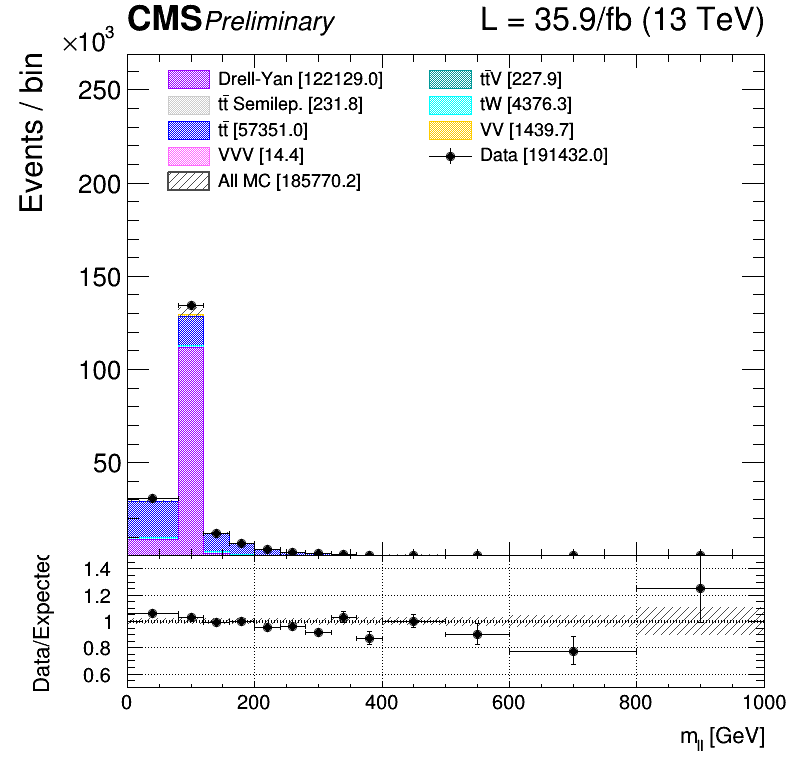 CMS Preliminary L = 35.9/fb (13 TeV)
×10³
Events / bin
Drell-Yan [122129.0]
tt̄ Semilep. [231.8]
tt̄ [57351.0]
VVV [14.4]
All MC [185770.2]
tt̄V [227.9]
tW [4376.3]
VV [1439.7]
Data [191432.0]
250
200
150
100
50
Data/Expected
1.4
1.2
1
0.8
0.6
0 200 400 600 800 1000
m_ll [GeV]